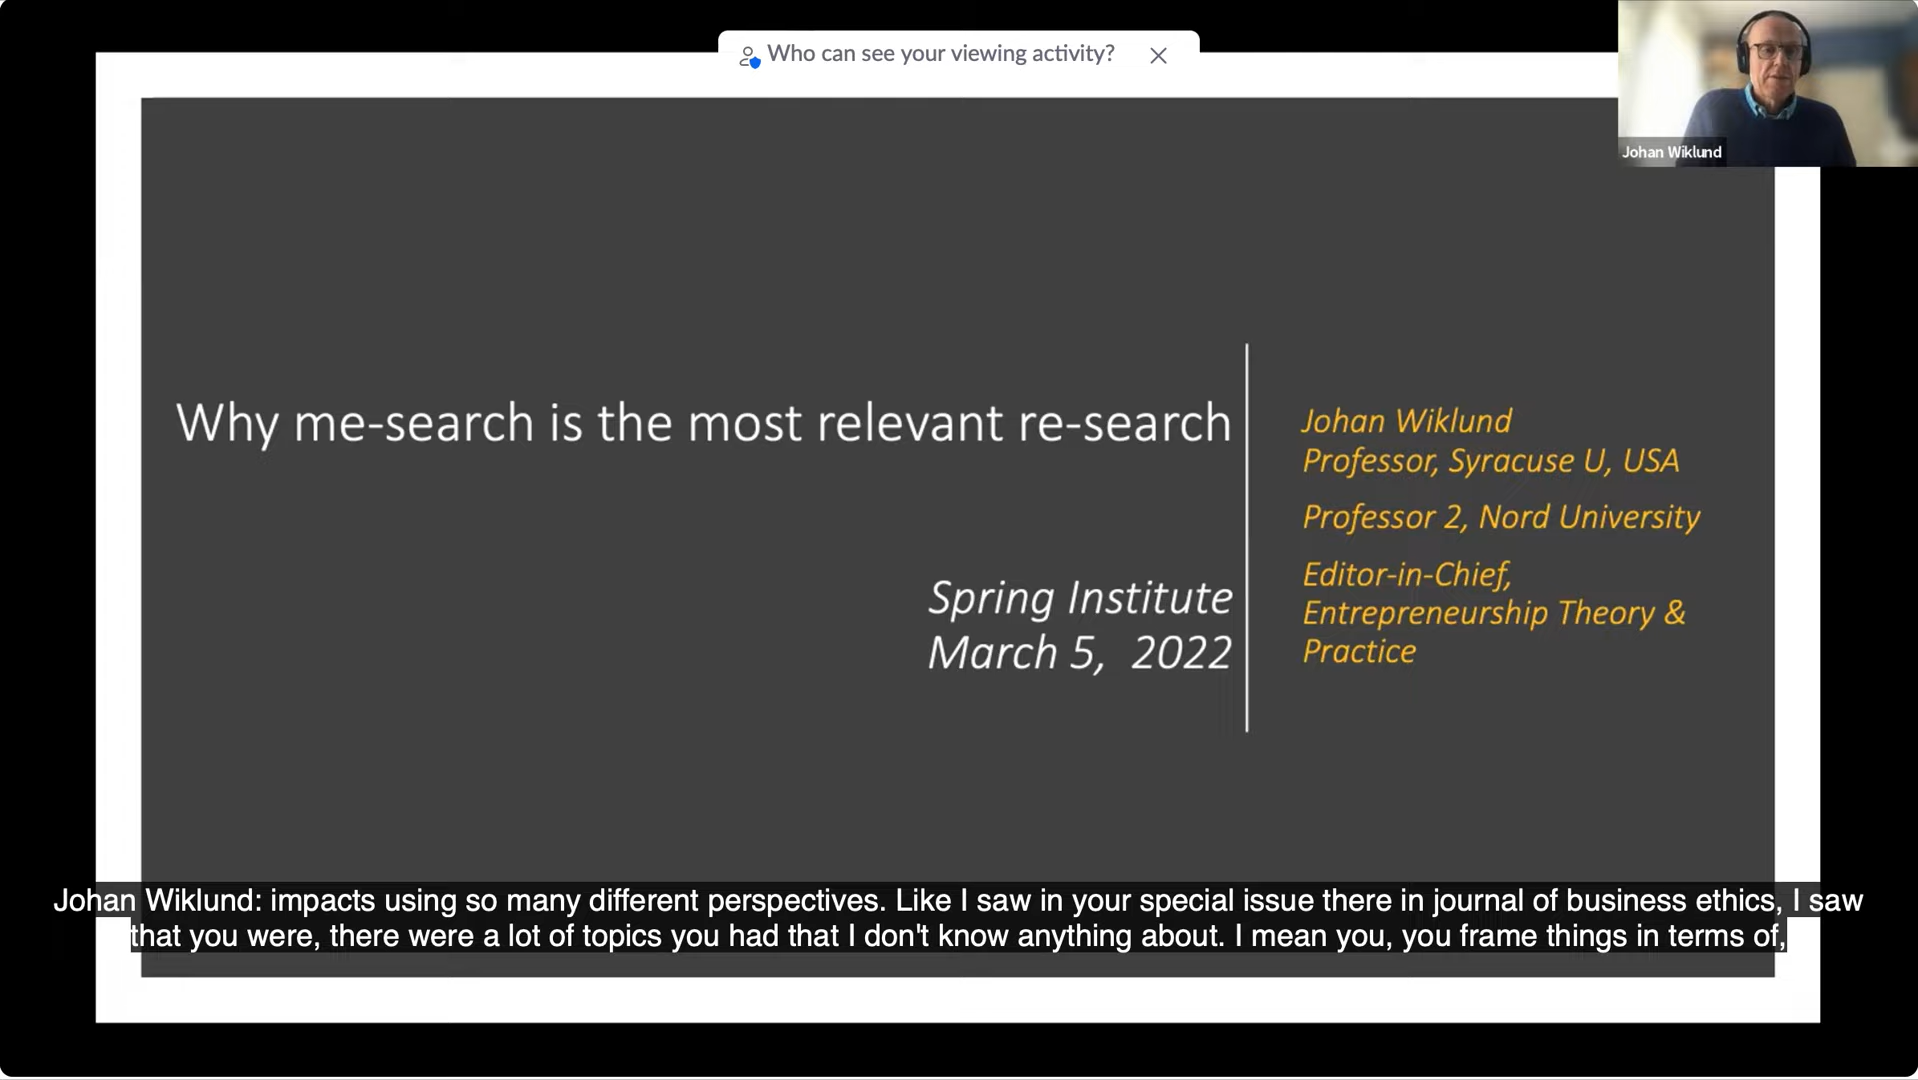 Who can see your viewing activity?
Johan Wiklund
Why me-search is the most relevant re-search
Spring Institute
March 5, 2022
Johan Wiklund
Professor, Syracuse U, USA
Professor 2, Nord University
Editor-in-Chief,
Entrepreneurship Theory &
Practice
Johan Wiklund: impacts using so many different perspectives. Like I saw in your special issue there in journal of business ethics, I saw
that you were, there were a lot of topics you had that I don't know anything about. I mean you, you frame things in terms of,